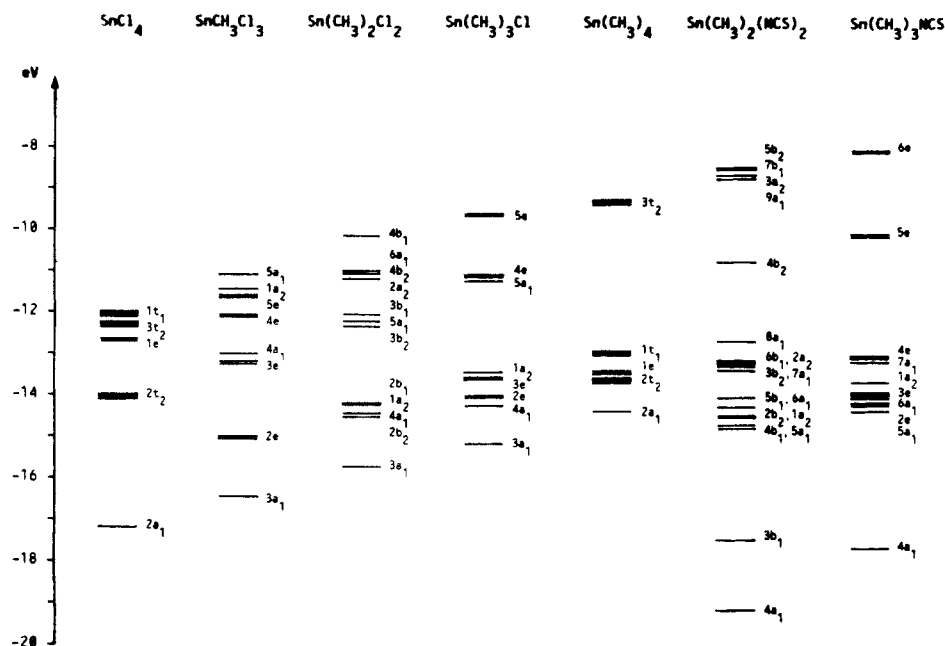 SnCl4 SnCH3Cl3 Sn(CH3)2Cl2 Sn(CH3)3Cl Sn(CH3)4 Sn(CH3)2(NCS)2 Sn(CH3)3NCS
eV
-8
-10
-12
-14
-16
-18
-20
1t1
3t2
1e
2t2
2a1
5a1
1a2
5e
4e
4a1
3e
2e
3a1
4b1
6a1
4b2
2a2
3b1
5a1
3b2
2b1
1a2
4a1
2b2
3a1
5e
4e
5a1
1a2
3e
2e
4a1
3a1
3t2
1t1
1e
2t2
2a1
5b2
7b1
3a2
9a1
4b2
8a1
6b1,2a2
3b2,7a1
5b1,6a1
2b2,1a2
4b1,5a1
3b1
4a1
6e
5e
4e
7a1
1a2
3e
6a1
2e
5a1
4a1